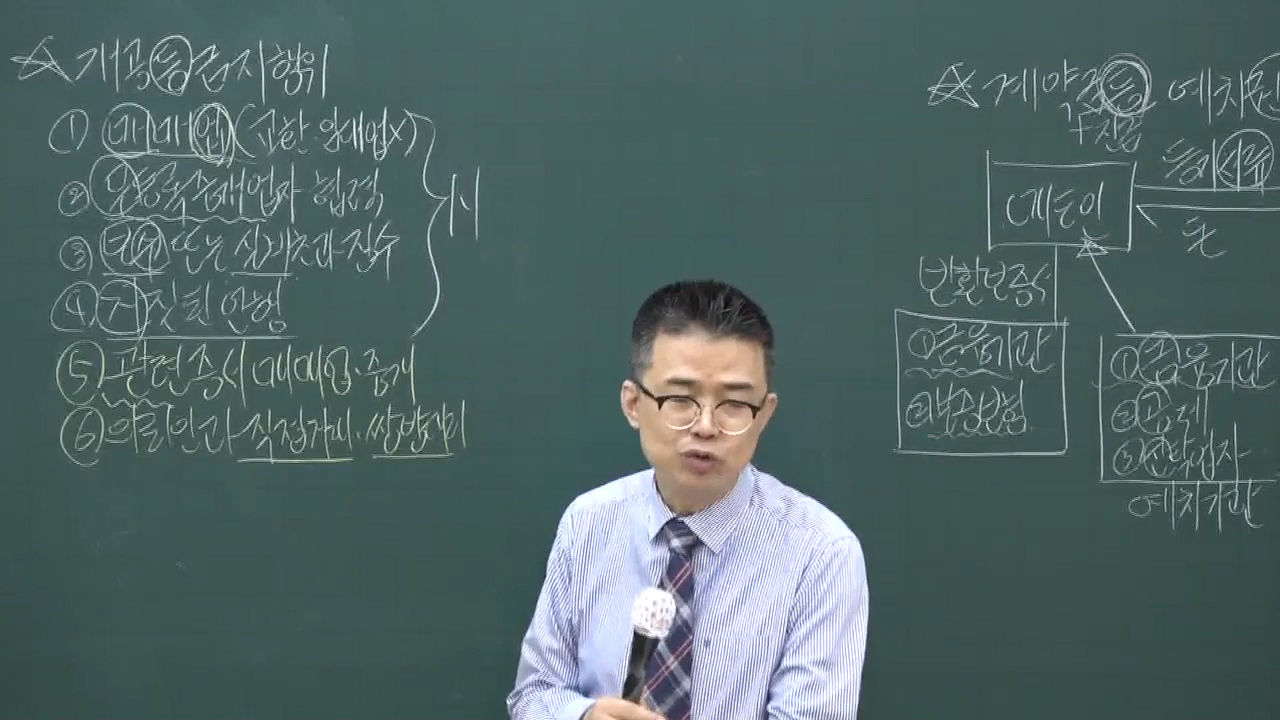 ☆ 개공등 금지행위
① 매매업 (교환·임대업X)
② 무등록중개업자 협력
③ 보수 또는 실비 초과 징수
④ 거짓된 언행
⑤ 관련증서 매매업·중개
⑥ 의뢰인과 직접거래·쌍방대리
☆ 계약금등 예치
등기서류
돈
반환보증서
① 금융기관
② 보증보험
① 금융기관
② 공제
③ 신탁업자
예치기관